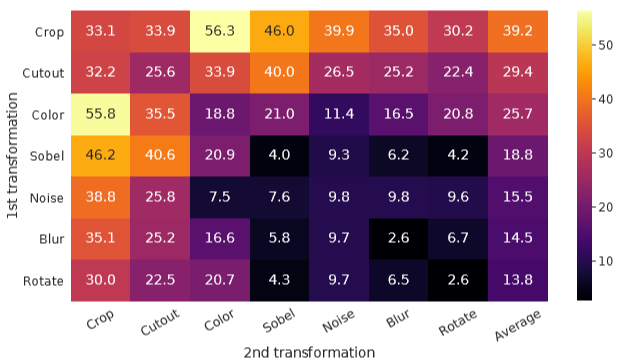 Crop 33.1 33.9 56.3 46.0 39.9 35.0 30.2 39.2
Cutout 32.2 25.6 33.9 40.0 26.5 25.2 22.4 29.4
Color 55.8 35.5 18.8 21.0 11.4 16.5 20.8 25.7
Sobel 46.2 40.6 20.9 4.0 9.3 6.2 4.2 18.8
Noise 38.8 25.8 7.5 7.6 9.8 9.8 9.6 15.5
Blur 35.1 25.2 16.6 5.8 9.7 2.6 6.7 14.5
Rotate 30.0 22.5 20.7 4.3 9.7 6.5 2.6 13.8
Crop Cutout Color Sobel Noise Blur Rotate Average
2nd transformation
1st transformation
50
40
30
20
10